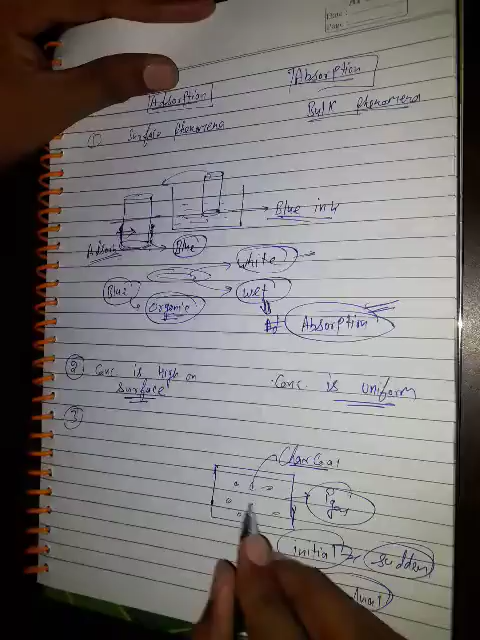 Adsorption
Absorption
① Surface phenomena
Bulk phenomena
→ Blue ink
→ Blue
→ White →
Blue
Organic
→ wet
Absorption
② Conc is high on surface
Conc is uniform
③
Charcoal
gas
initial
sudden